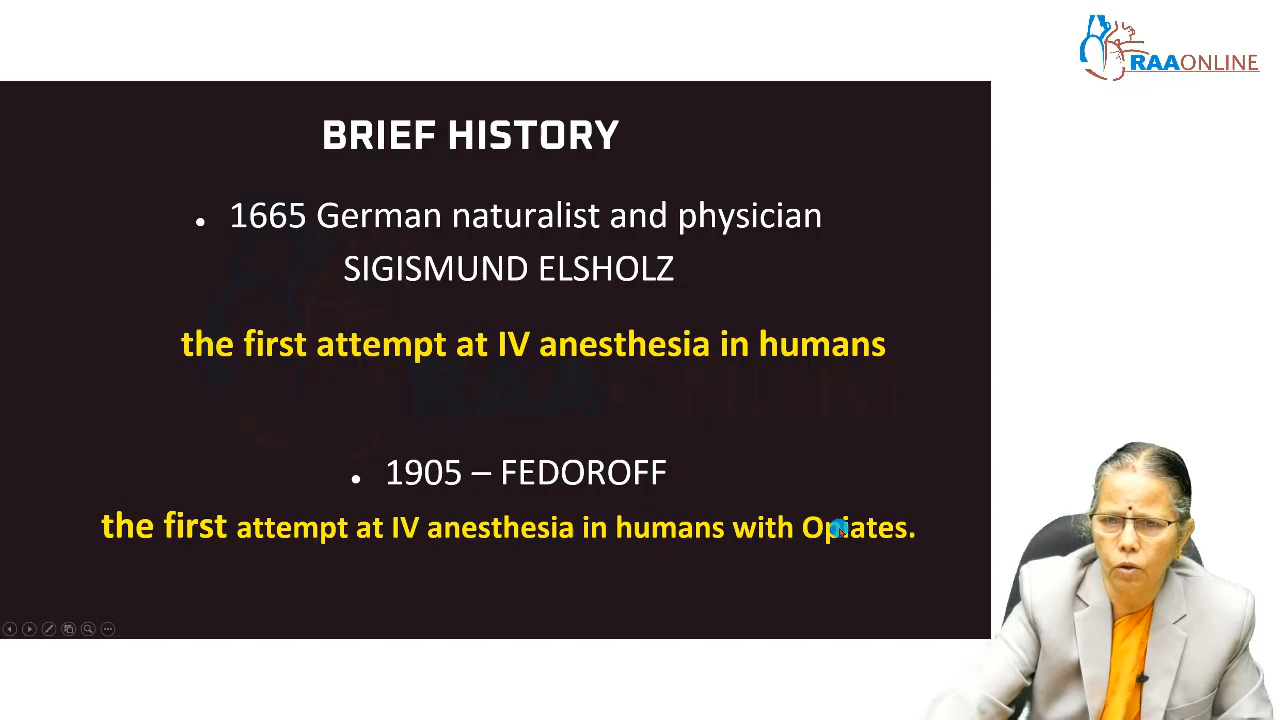 RAAONLINE
BRIEF HISTORY
• 1665 German naturalist and physician
SIGISMUND ELSHOLZ
the first attempt at IV anesthesia in humans
• 1905 – FEDOROFF
the first attempt at IV anesthesia in humans with Opiates.